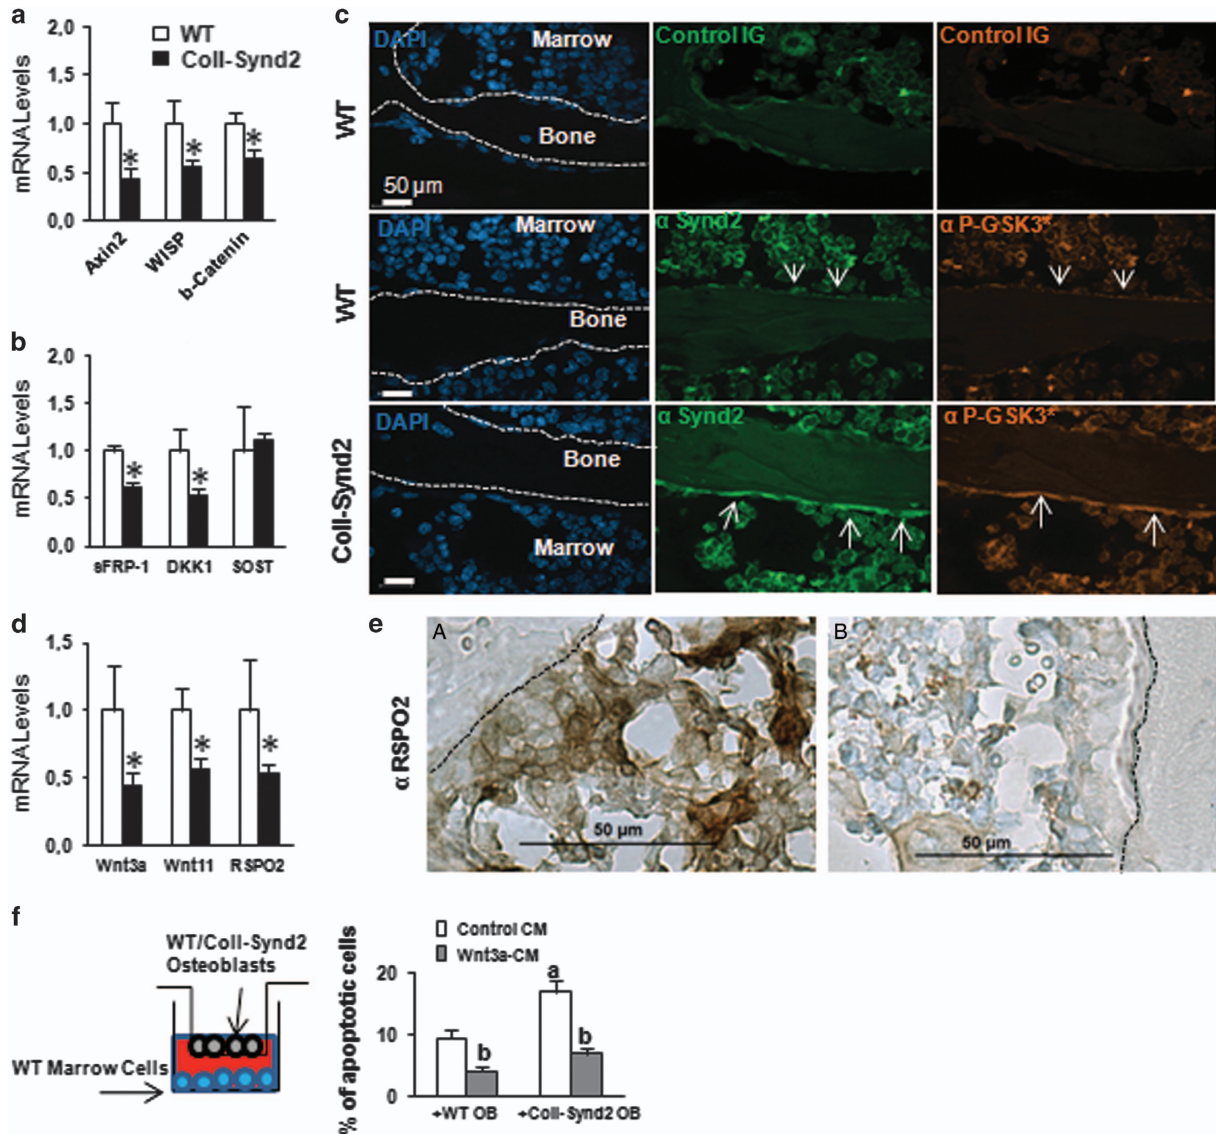 a
WT
Coll-Synd2
mRNA Levels
2,0
1,5
1,0
0,5
0,0
*
*
*
Axin2
WISP
b-Catenin
b
mRNA Levels
2,0
1,5
1,0
0,5
0,0
*
*
sFRP-1
DKK1
SOST
c
WT
DAPI
Marrow
Bone
50 µm
Control IG
Control IG
WT
DAPI
Marrow
Bone
α Synd2
α P-GSK3*
Coll-Synd2
DAPI
Bone
Marrow
α Synd2
α P-GSK3*
d
mRNA Levels
1,5
1,0
0,5
0,0
*
*
*
Wnt3a
Wnt11
RSPO2
e
α RSPO2
A
50 µm
B
50 µm
f
WT/Coll-Synd2
Osteoblasts
WT Marrow Cells
Control CM
Wnt3a-CM
% of apoptotic cells
20
10
0
b
a
b
+WT OB
+Coll-Synd2 OB